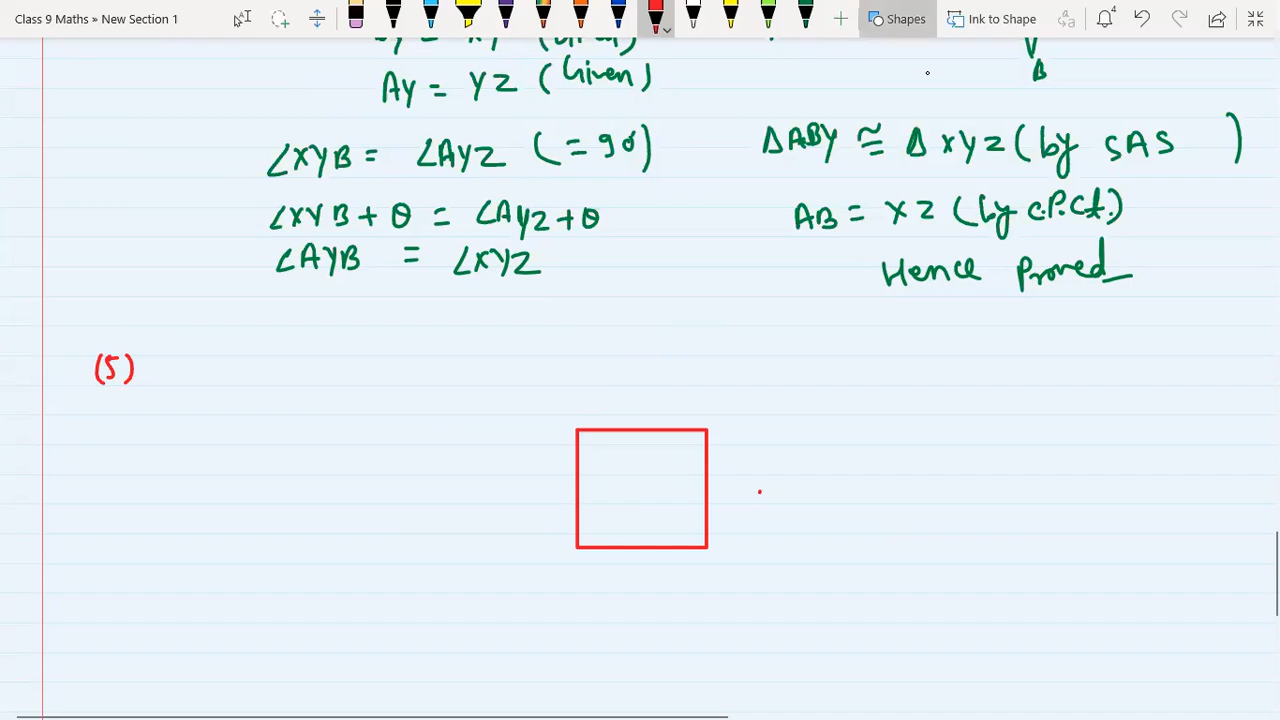 Class 9 Maths » New Section 1
Shapes
Ink to Shape
AY = YZ (Given)
B
∠XYB = ∠AYZ (= 90°)
∠XYB + θ = ∠AYZ + θ
∠AYB = ∠XYZ
ΔABY ≅ Δ XYZ (by SAS )
AB = XZ (by C.P.C.t.)
Hence Proved
(5)